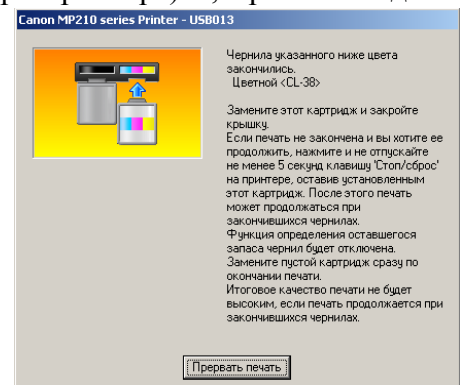 Canon MP210 series Printer - USB013
Чернила указанного ниже цвета
закончились.
Цветной <CL-38>
Замените этот картридж и закройте
крышку.
Если печать не закончена и вы хотите ее
продолжить, нажмите и не отпускайте
не менее 5 секунд клавишу 'Стоп/сброс'
на принтере, оставив установленным
этот картридж. После этого печать
может продолжаться при
закончившихся чернилах.
Функция определения оставшегося
запаса чернил будет отключена.
Замените пустой картридж сразу по
окончании печати.
Итоговое качество печати не будет
высоким, если печать продолжается при
закончившихся чернилах.
Прервать печать